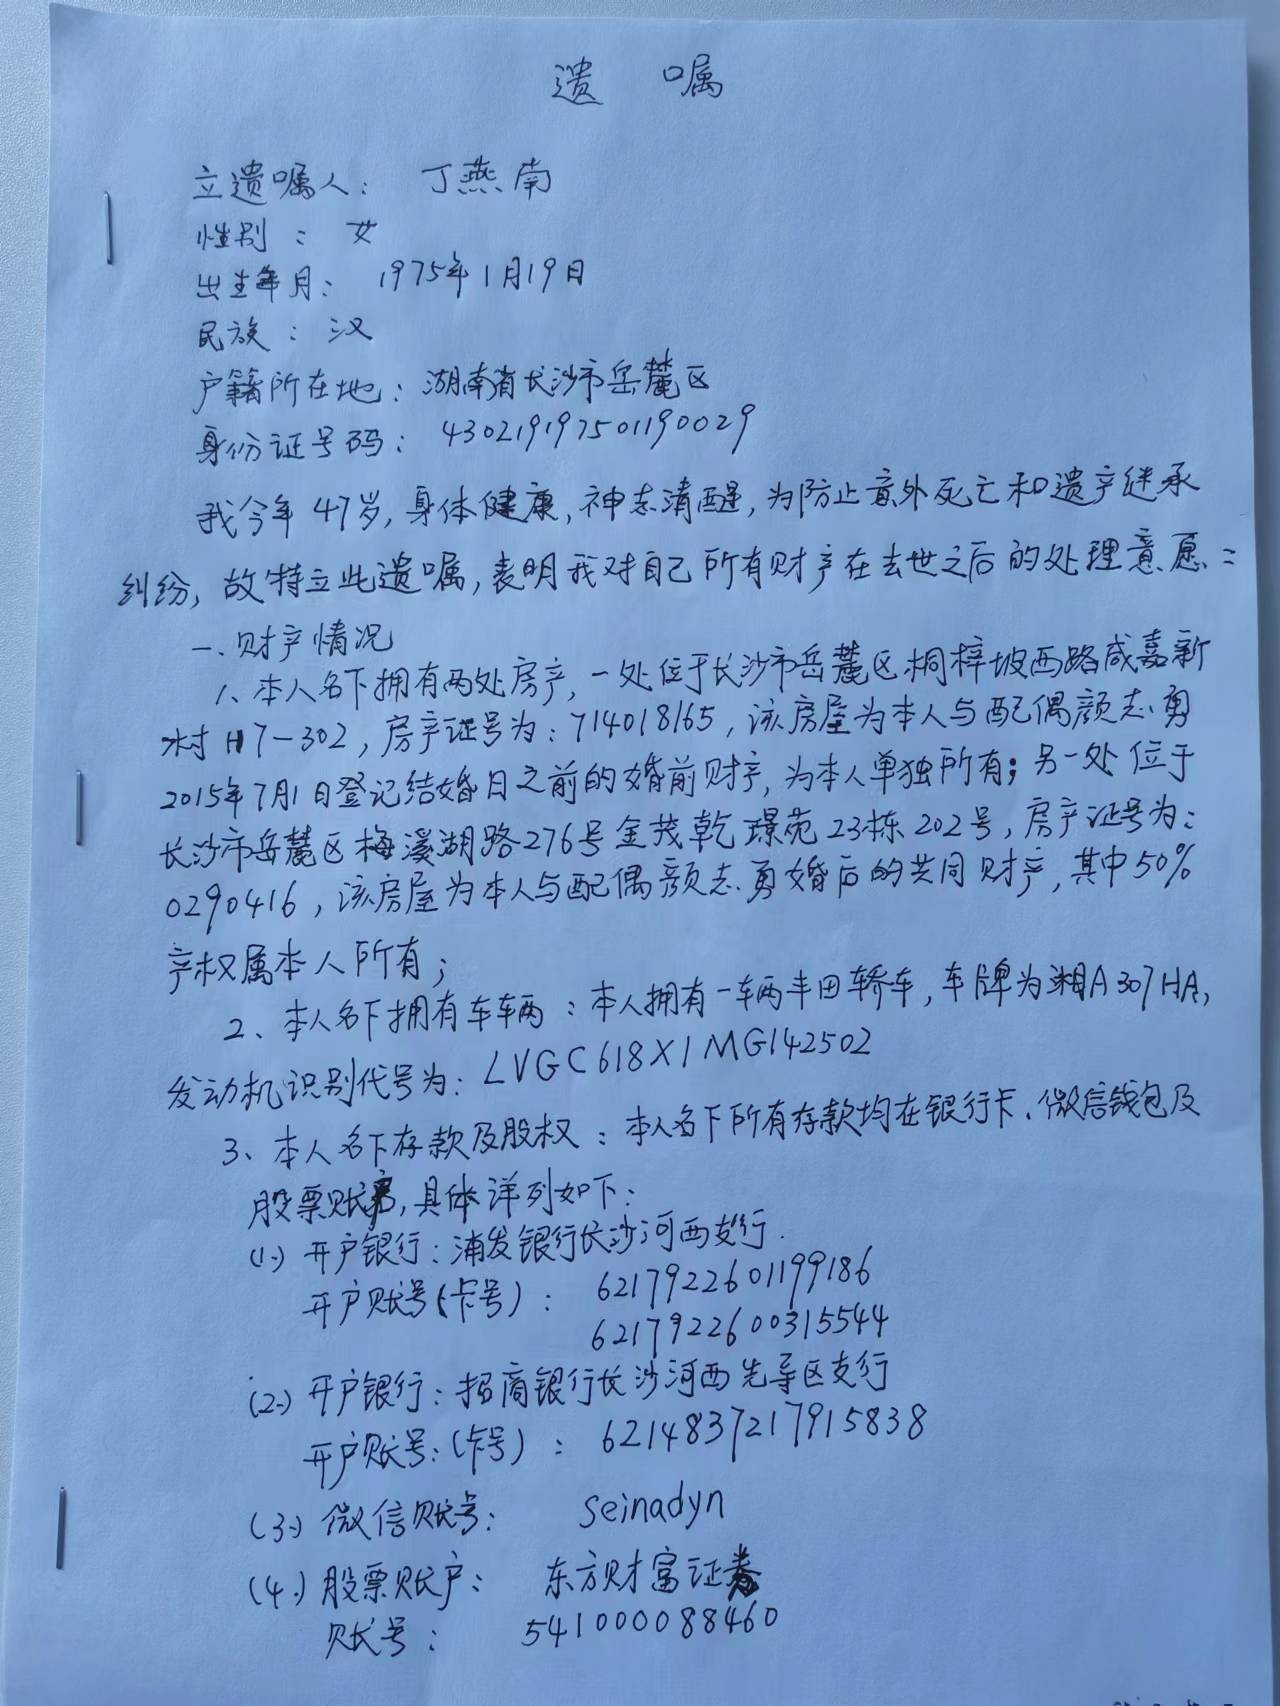 遗 嘱
立遗嘱人: 丁燕南
性别 : 女
出生年月: 1975年1月19日
民族 : 汉
户籍所在地: 湖南省长沙市岳麓区
身份证号码: 430219197501190029
我今年47岁,身体健康,神志清醒,为防止意外死亡和遗产继承
纠纷,故特立此遗嘱,表明我对自己所有财产在去世之后的处理意愿:
一、财产情况
1、本人名下拥有两处房产,一处位于长沙市岳麓区桐梓坡西路咸嘉新
村H7-302,房产证号为:714018165,该房屋为本人与配偶颜志勇
2015年7月1日登记结婚日之前的婚前财产,为本人单独所有;另一处位于
长沙市岳麓区梅溪湖路276号金茂乾璟苑23栋202号,房产证号为:
0290416,该房屋为本人与配偶颜志勇婚后的共同财产,其中50%
产权属本人所有;
2、本人名下拥有车辆:本人拥有一车辆丰田轿车,车牌为湘A307HA,
发动机识别代号为: LVGC618X1MG142502
3、本人名下存款及股权:本人名下所有存款均在银行卡、微信钱包及
股票账户,具体详列如下:
(1.) 开户银行:浦发银行长沙河西支行.
开户账号(卡号): 6217922601199186
6217922600315544
(2.) 开户银行:招商银行长沙河西先导区支行
开户账号:(卡号): 6214837217915838
(3.) 微信账号: Seinadyn
(4.) 股票账户: 东方财富证券
账号: 541000088460